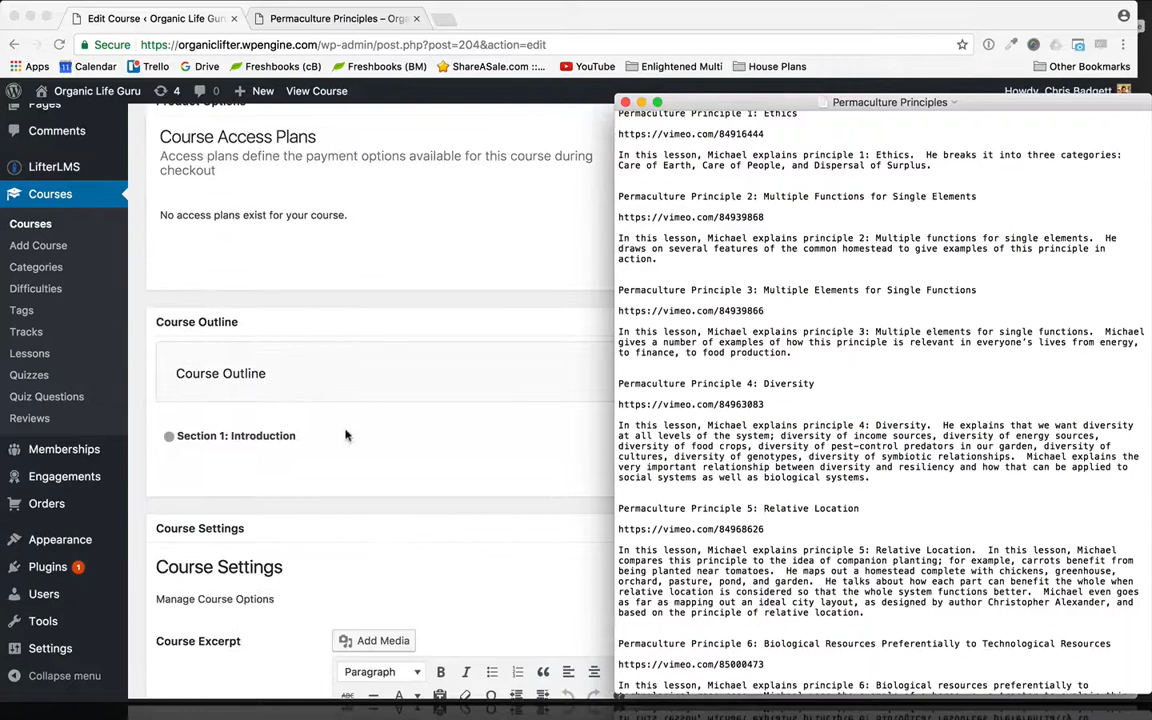 Edit Course ‹ Organic Life Gu
Permaculture Principles – Org
Secure
https://organiclifter.wpengine.com/wp-admin/post.php?post=204&action=edit
Apps
Calendar
Trello
Drive
Freshbooks (cB)
Freshbooks (BM)
ShareASale.com ::...
YouTube
Enlightened Multi
House Plans
Other Bookmarks
Organic Life Guru
4
0
New
View Course
Howdy, Chris Badgett
Pages
Comments
LifterLMS
Courses
Courses
Add Course
Categories
Difficulties
Tags
Tracks
Lessons
Quizzes
Quiz Questions
Reviews
Memberships
Engagements
Orders
Appearance
Plugins 1
Users
Tools
Settings
Collapse menu
Product Options
Course Access Plans
Access plans define the payment options available for this course during
checkout
No access plans exist for your course.
Course Outline
Course Outline
Section 1: Introduction
Course Settings
Course Settings
Manage Course Options
Course Excerpt
Add Media
Paragraph
Permaculture Principles
Permaculture Principle 1: Ethics
https://vimeo.com/84916444
In this lesson, Michael explains principle 1: Ethics.  He breaks it into three categories:
Care of Earth, Care of People, and Dispersal of Surplus.
Permaculture Principle 2: Multiple Functions for Single Elements
https://vimeo.com/84939868
In this lesson, Michael explains principle 2: Multiple functions for single elements.  He
draws on several features of the common homestead to give examples of this principle in
action.
Permaculture Principle 3: Multiple Elements for Single Functions
https://vimeo.com/84939866
In this lesson, Michael explains principle 3: Multiple elements for single functions.  Michael
gives a number of examples of how this principle is relevant in everyone’s lives from energy,
to finance, to food production.
Permaculture Principle 4: Diversity
https://vimeo.com/84963083
In this lesson, Michael explains principle 4: Diversity.  He explains that we want diversity
at all levels of the system; diversity of income sources, diversity of energy sources,
diversity of food crops, diversity of pest-control predators in our garden, diversity of
cultures, diversity of genotypes, diversity of symbiotic relationships.  Michael explains the
very important relationship between diversity and resiliency and how that can be applied to
social systems as well as biological systems.
Permaculture Principle 5: Relative Location
https://vimeo.com/84968626
In this lesson, Michael explains principle 5: Relative Location.  In this lesson, Michael
compares this principle to the idea of companion planting; for example, carrots benefit from
being planted near tomatoes.  He maps out a homestead complete with chickens, greenhouse,
orchard, pasture, pond, and garden.  He talks about how each part can benefit the whole when
relative location is considered so that the whole system functions better.  Michael even goes
as far as mapping out an ideal city layout, as designed by author Christopher Alexander, and
based on the principle of relative location.
Permaculture Principle 6: Biological Resources Preferentially to Technological Resources
https://vimeo.com/85000473
In this lesson, Michael explains principle 6: Biological resources preferentially to